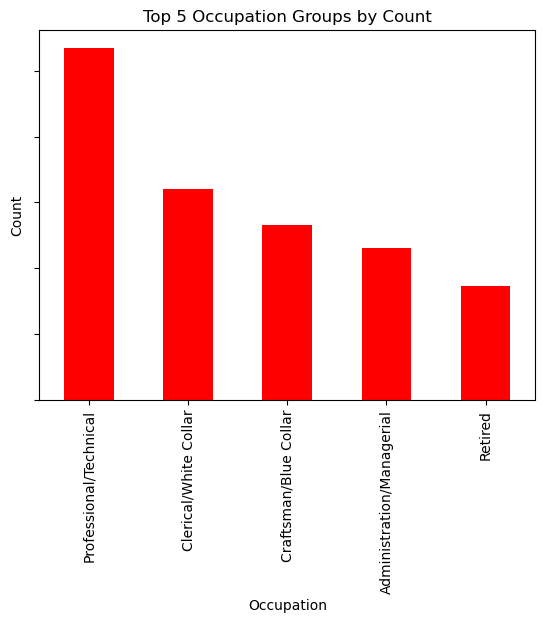 Top 5 Occupation Groups by Count
Count
Professional/Technical
Clerical/White Collar
Craftsman/Blue Collar
Administration/Managerial
Retired
Occupation